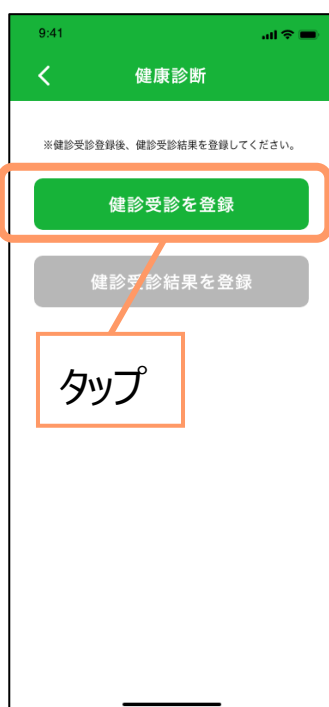 9:41
健康診断
※健診受診登録後、健診受診結果を登録してください。
健診受診を登録
健診受診結果を登録
タップ